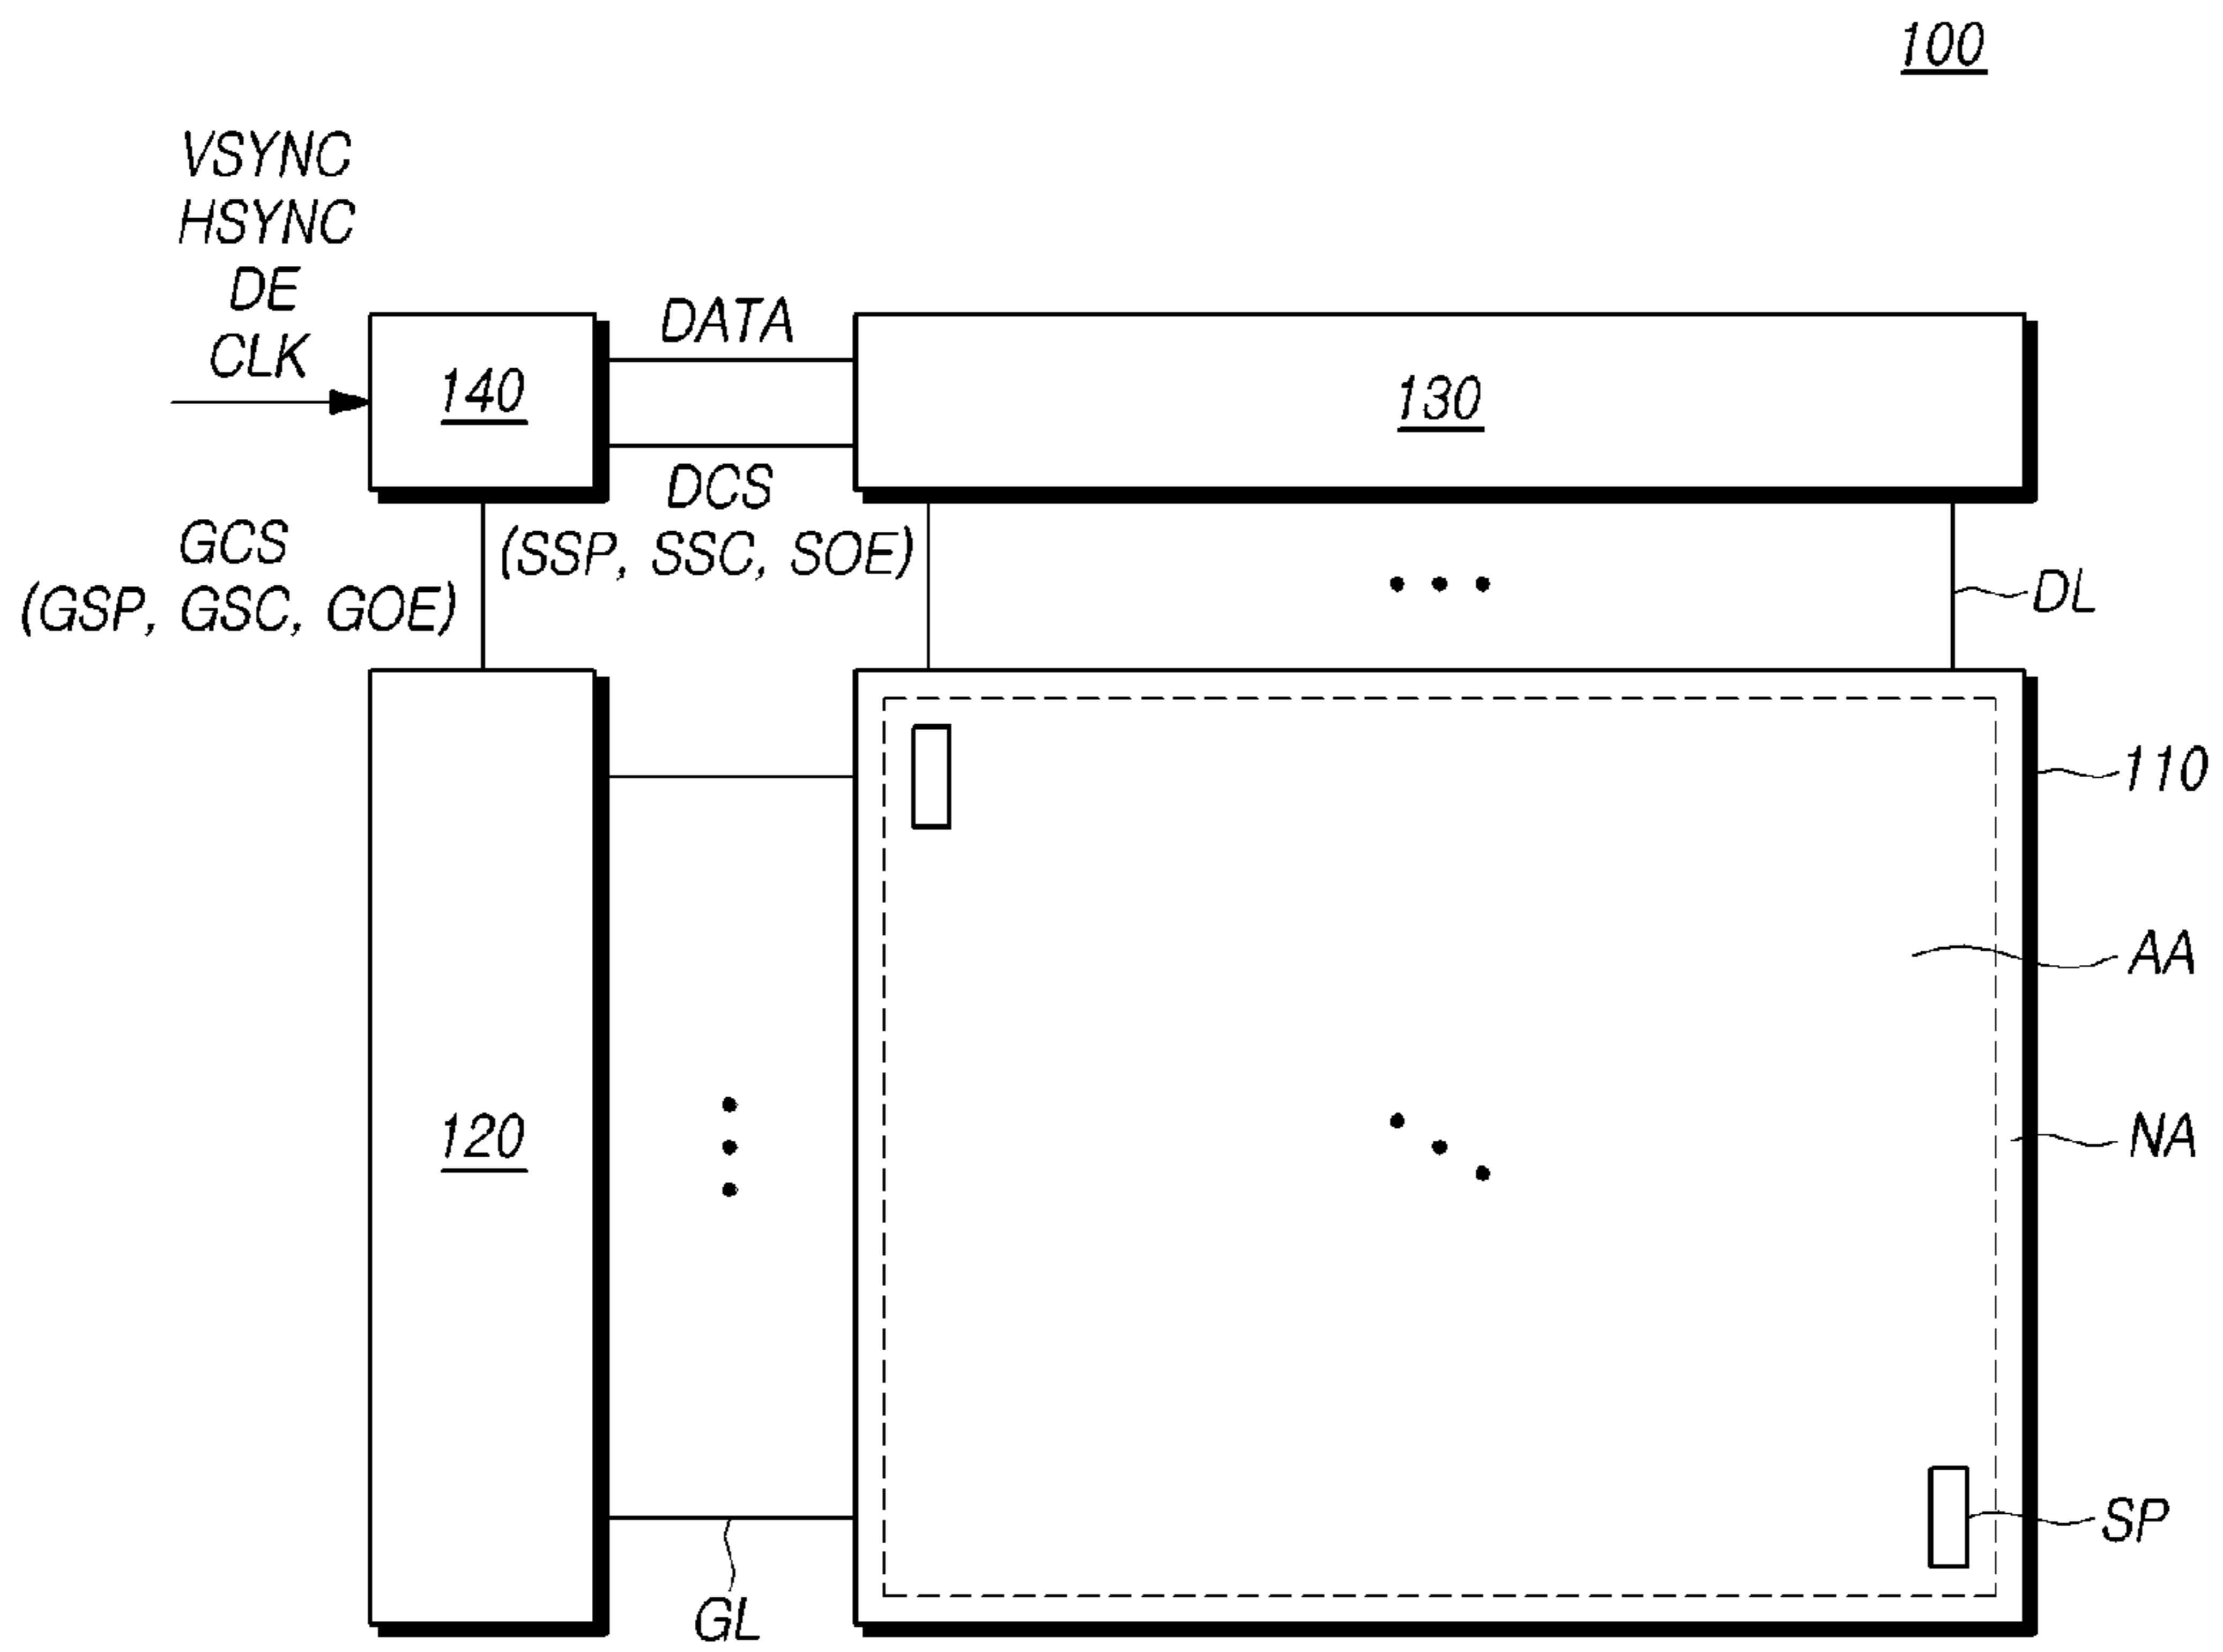 100
VSYNC
HSYNC
DE
CLK
DATA
140
130
DCS
(SSP, SSC, SOE)
GCS
(GSP, GSC, GOE)
DL
110
AA
120
NA
SP
GL